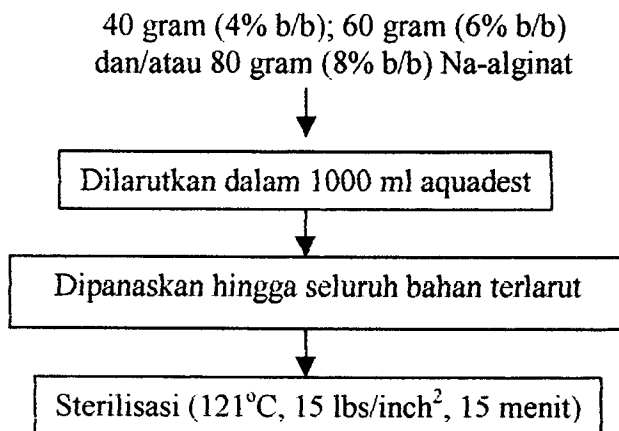 40 gram (4% b/b); 60 gram (6% b/b)
dan/atau 80 gram (8% b/b) Na-alginat
Dilarutkan dalam 1000 ml aquadest
Dipanaskan hingga seluruh bahan terlarut
Sterilisasi (121°C, 15 lbs/inch², 15 menit)